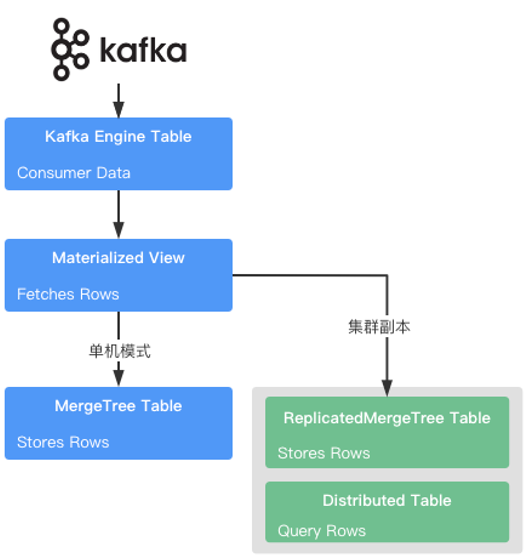 kafka
Kafka Engine Table
Consumer Data
Materialized View
Fetches Rows
单机模式
集群副本
MergeTree Table
Stores Rows
ReplicatedMergeTree Table
Stores Rows
Distributed Table
Query Rows